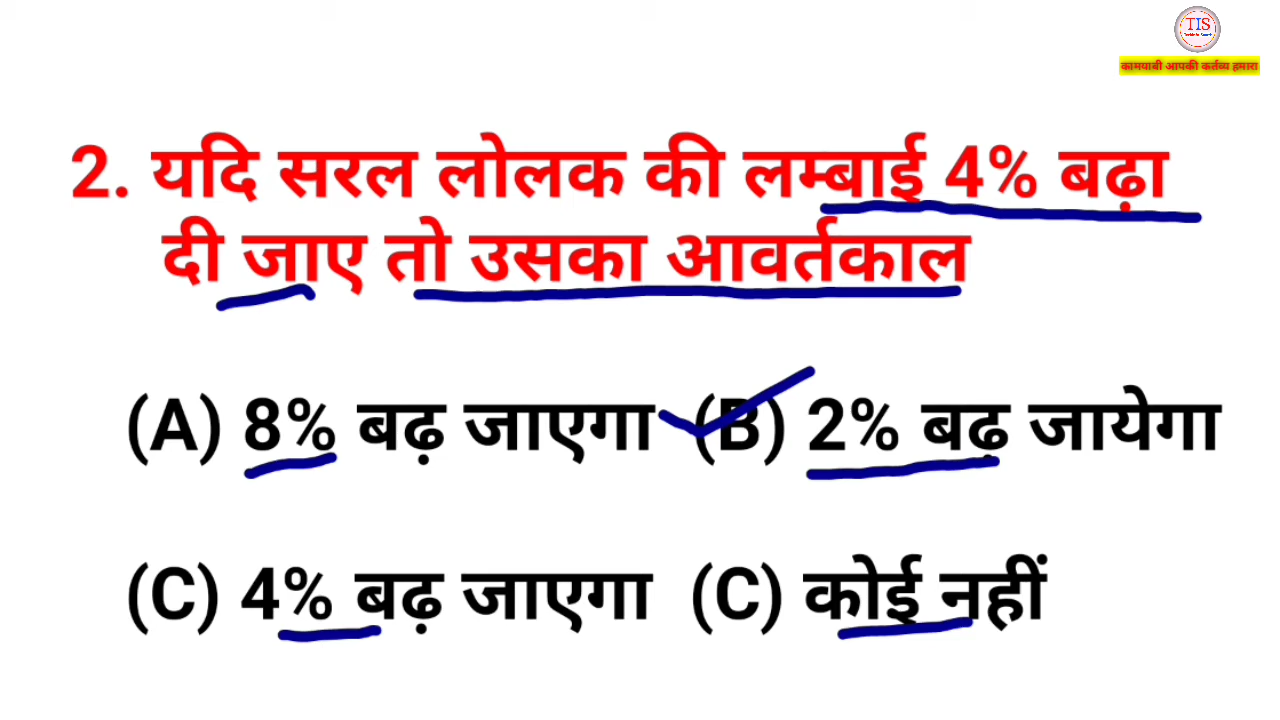 TIS
कामयाबी आपकी कर्तव्य हमारा
2. यदि सरल लोलक की लम्बाई 4% बढ़ा
दी जाए तो उसका आवर्तकाल
(A) 8% बढ़ जाएगा (B) 2% बढ़ जायेगा
(C) 4% बढ़ जाएगा (C) कोई नहीं